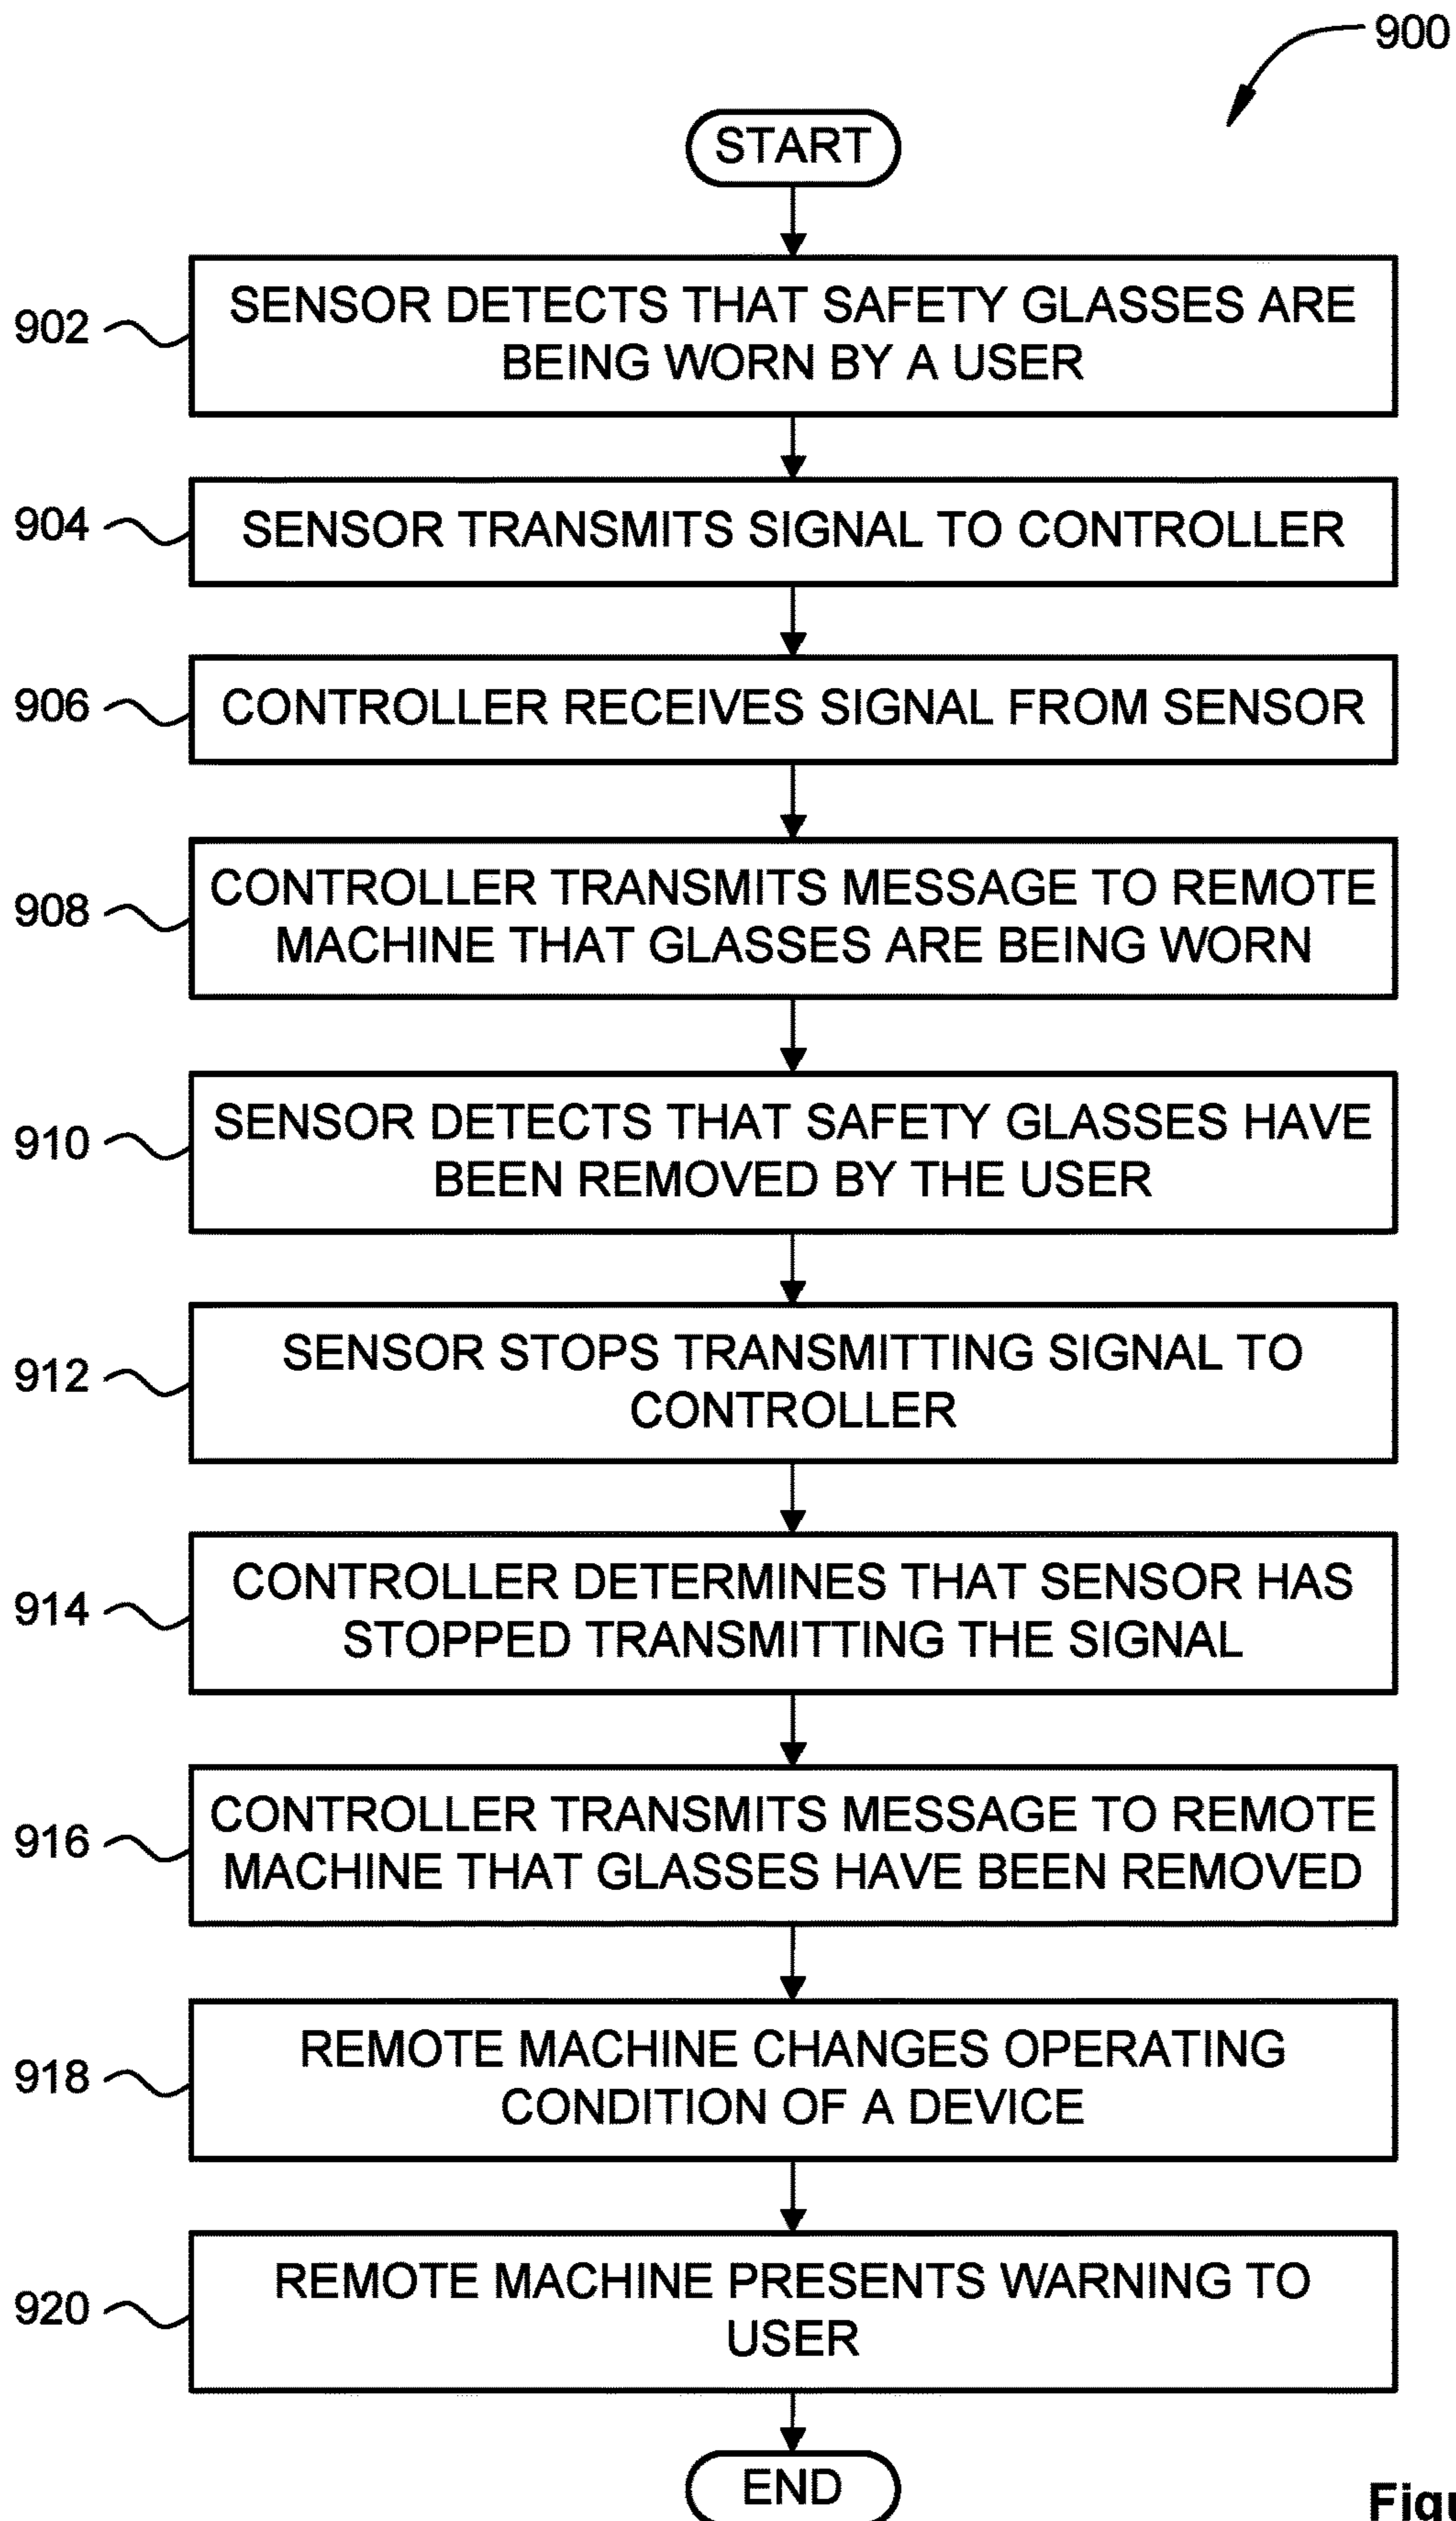 900
START
902
SENSOR DETECTS THAT SAFETY GLASSES ARE
BEING WORN BY A USER
904
SENSOR TRANSMITS SIGNAL TO CONTROLLER
906
CONTROLLER RECEIVES SIGNAL FROM SENSOR
908
CONTROLLER TRANSMITS MESSAGE TO REMOTE
MACHINE THAT GLASSES ARE BEING WORN
910
SENSOR DETECTS THAT SAFETY GLASSES HAVE
BEEN REMOVED BY THE USER
912
SENSOR STOPS TRANSMITTING SIGNAL TO
CONTROLLER
914
CONTROLLER DETERMINES THAT SENSOR HAS
STOPPED TRANSMITTING THE SIGNAL
916
CONTROLLER TRANSMITS MESSAGE TO REMOTE
MACHINE THAT GLASSES HAVE BEEN REMOVED
918
REMOTE MACHINE CHANGES OPERATING
CONDITION OF A DEVICE
920
REMOTE MACHINE PRESENTS WARNING TO
USER
END